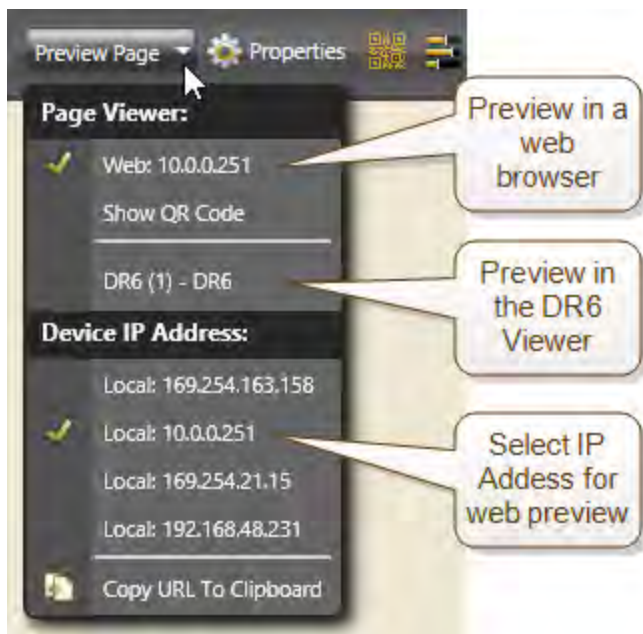 Preview Page Properties
Page Viewer:
Web: 10.0.0.251
Show QR Code
DR6 (1) - DR6
Device IP Address:
Local: 169.254.163.158
Local: 10.0.0.251
Local: 169.254.21.15
Local: 192.168.48.231
Copy URL To Clipboard
Preview in a
web
browser
Preview in
the DR6
Viewer
Select IP
Addess for
web preview